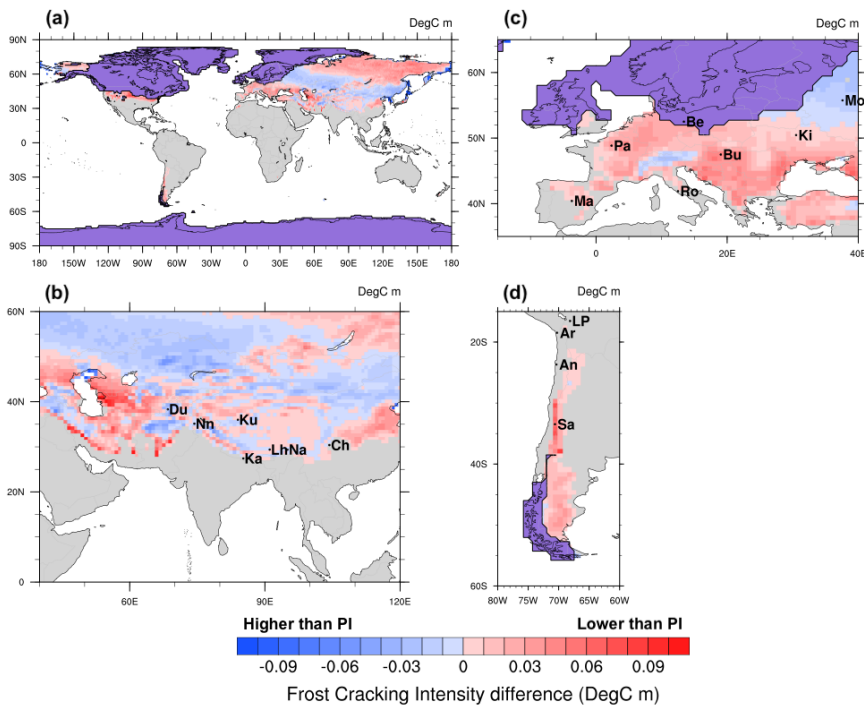 (a)
DegC m
90N
60N
30N
0
30S
60S
90S
180 150W 120W 90W 60W 30W 0 30E 60E 90E 120E 150E 180
(c)
DegC m
60N
50N
40N
0 20E 40E
Mo
Be
Ki
Pa
Bu
Ro
Ma
(b)
DegC m
60N
40N
20N
0
60E 90E 120E
Du
Nn
Ku
LhNa
Ch
Ka
(d)
DegC m
20S
40S
60S
80W 75W 70W 65W 60W
LP
Ar
An
Sa
Higher than PI Lower than PI
-0.09 -0.06 -0.03 0 0.03 0.06 0.09
Frost Cracking Intensity difference (DegC m)